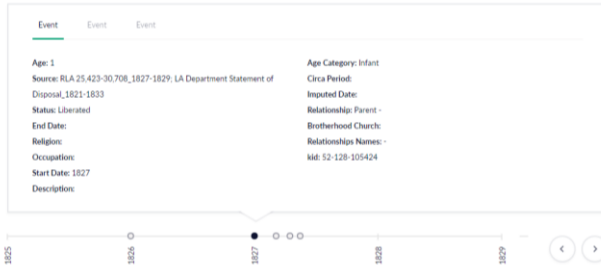 Event Event Event
Age: 1
Source: RLA 25,423-30,708_1827-1829; LA Department Statement of
Disposal_1821-1833
Status: Liberated
End Date:
Religion:
Occupation:
Start Date: 1827
Description:
Age Category: Infant
Circa Period:
Imputed Date:
Relationship: Parent -
Brotherhood Church:
Relationships Names: -
kid: 52-128-105424
1825 1826 1827 1828 1829